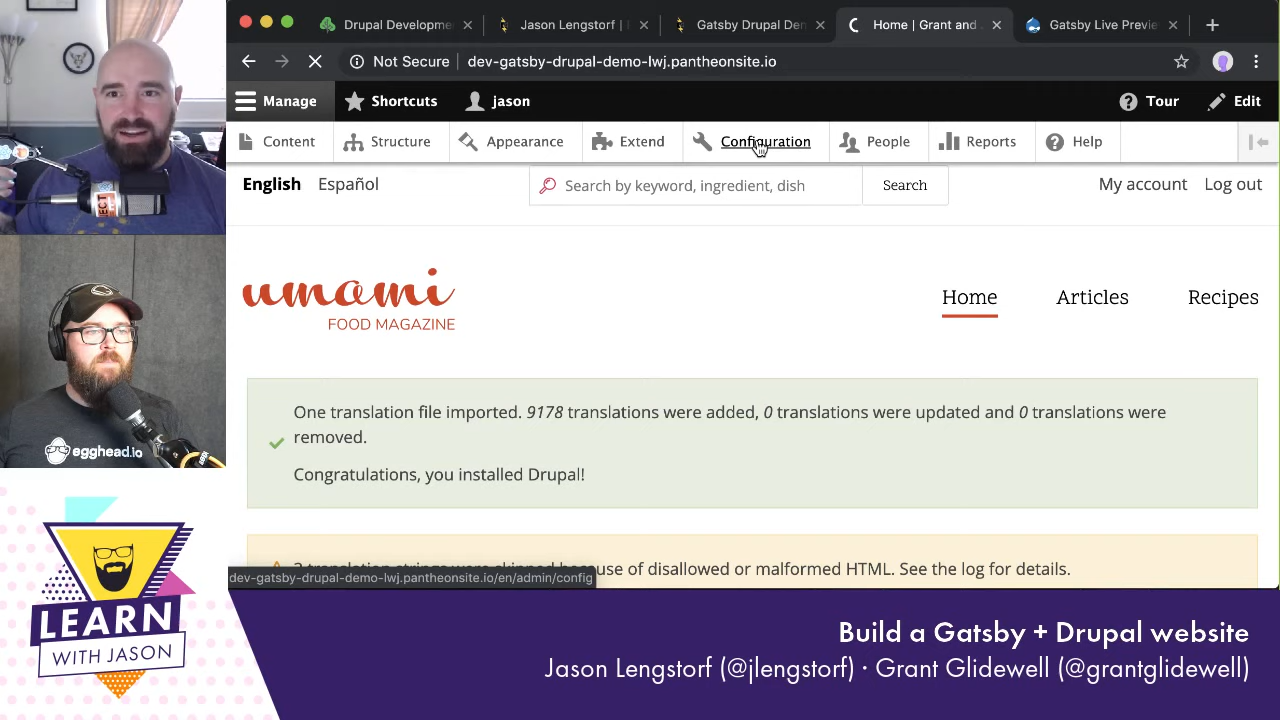 Drupal Developme
Jason Lengstorf |
Gatsby Drupal Den
Home | Grant and
Gatsby Live Previe
Not Secure | dev-gatsby-drupal-demo-lwj.pantheonsite.io
Manage Shortcuts jason Tour Edit
Content Structure Appearance Extend Configuration People Reports Help
English Español Search by keyword, ingredient, dish Search My account Log out
umami
FOOD MAGAZINE
Home Articles Recipes
One translation file imported. 9178 translations were added, 0 translations were updated and 0 translations were
removed.
Congratulations, you installed Drupal!
use of disallowed or malformed HTML. See the log for details.
dev-gatsby-drupal-demo-lwj.pantheonsite.io/en/admin/config
egghead.io
LEARN
WITH JASON
Build a Gatsby + Drupal website
Jason Lengstorf (@jlengstorf) · Grant Glidewell (@grantglidewell)